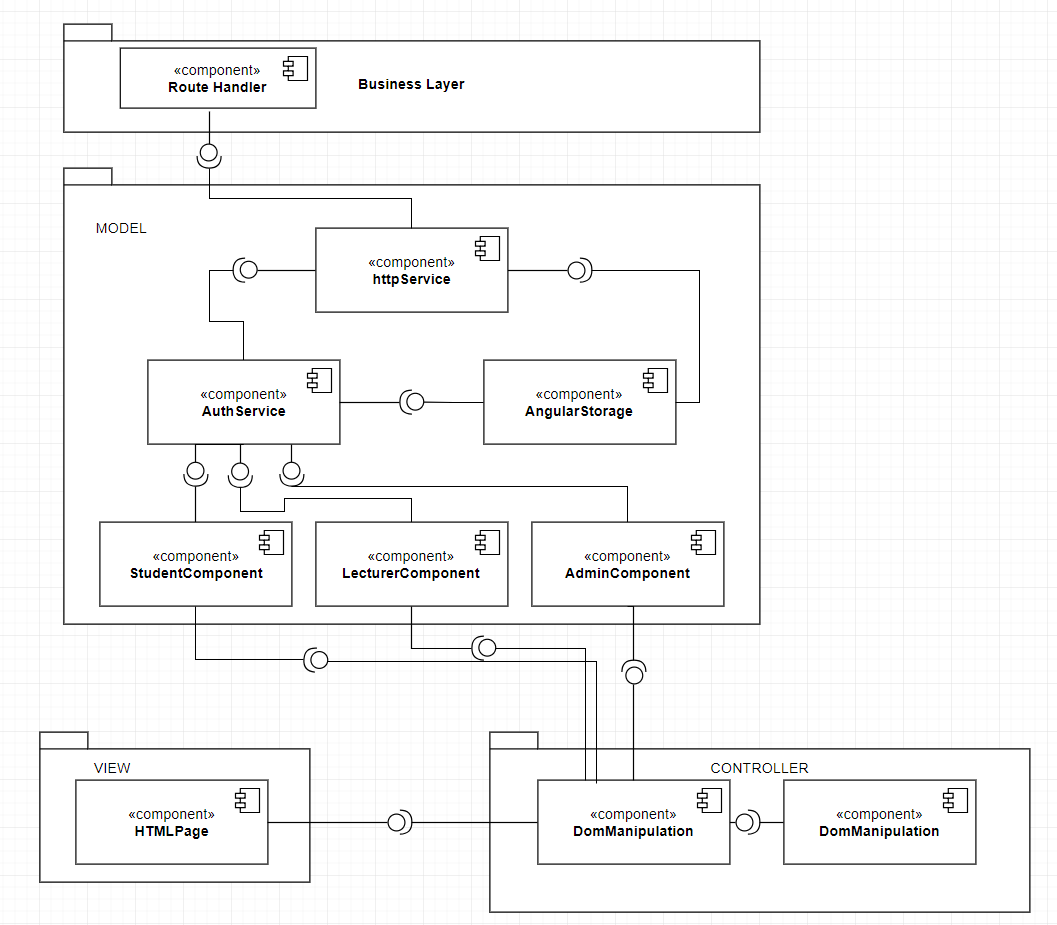 «component»
Route Handler
Business Layer
MODEL
«component»
httpService
«component»
AuthService
«component»
AngularStorage
«component»
StudentComponent
«component»
LecturerComponent
«component»
AdminComponent
VIEW
«component»
HTMLPage
CONTROLLER
«component»
DomManipulation
«component»
DomManipulation